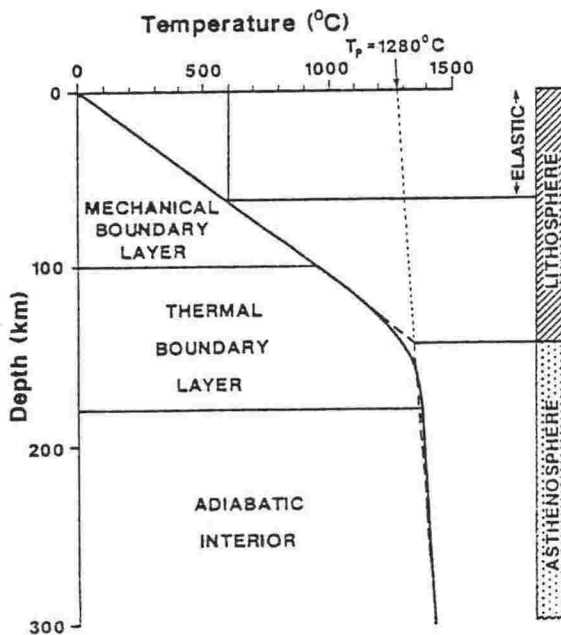 Temperature (°C)
Tp = 1280°C
0 500 1000 1500
0
100
200
300
Depth (km)
MECHANICAL
BOUNDARY
LAYER
THERMAL
BOUNDARY
LAYER
ADIABATIC
INTERIOR
ELASTIC
LITHOSPHERE
ASTHENOSPHERE